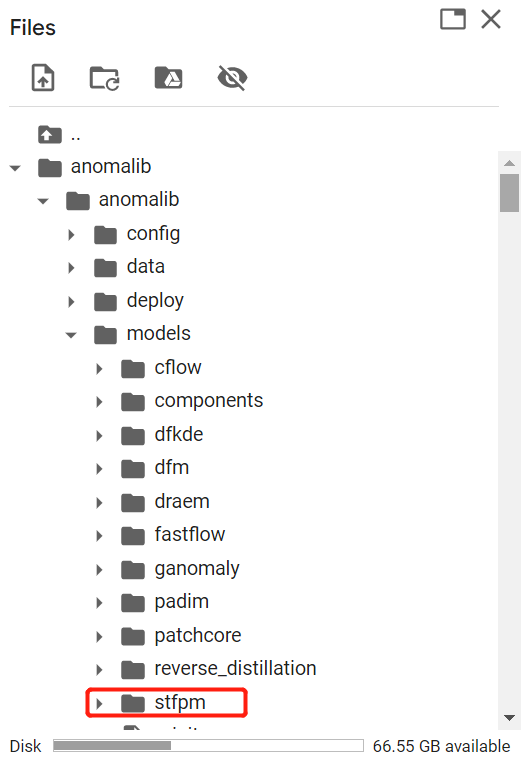 Files
..
anomalib
anomalib
config
data
deploy
models
cflow
components
dfkde
dfm
draem
fastflow
ganomaly
padim
patchcore
reverse_distillation
stfpm
Disk 66.55 GB available